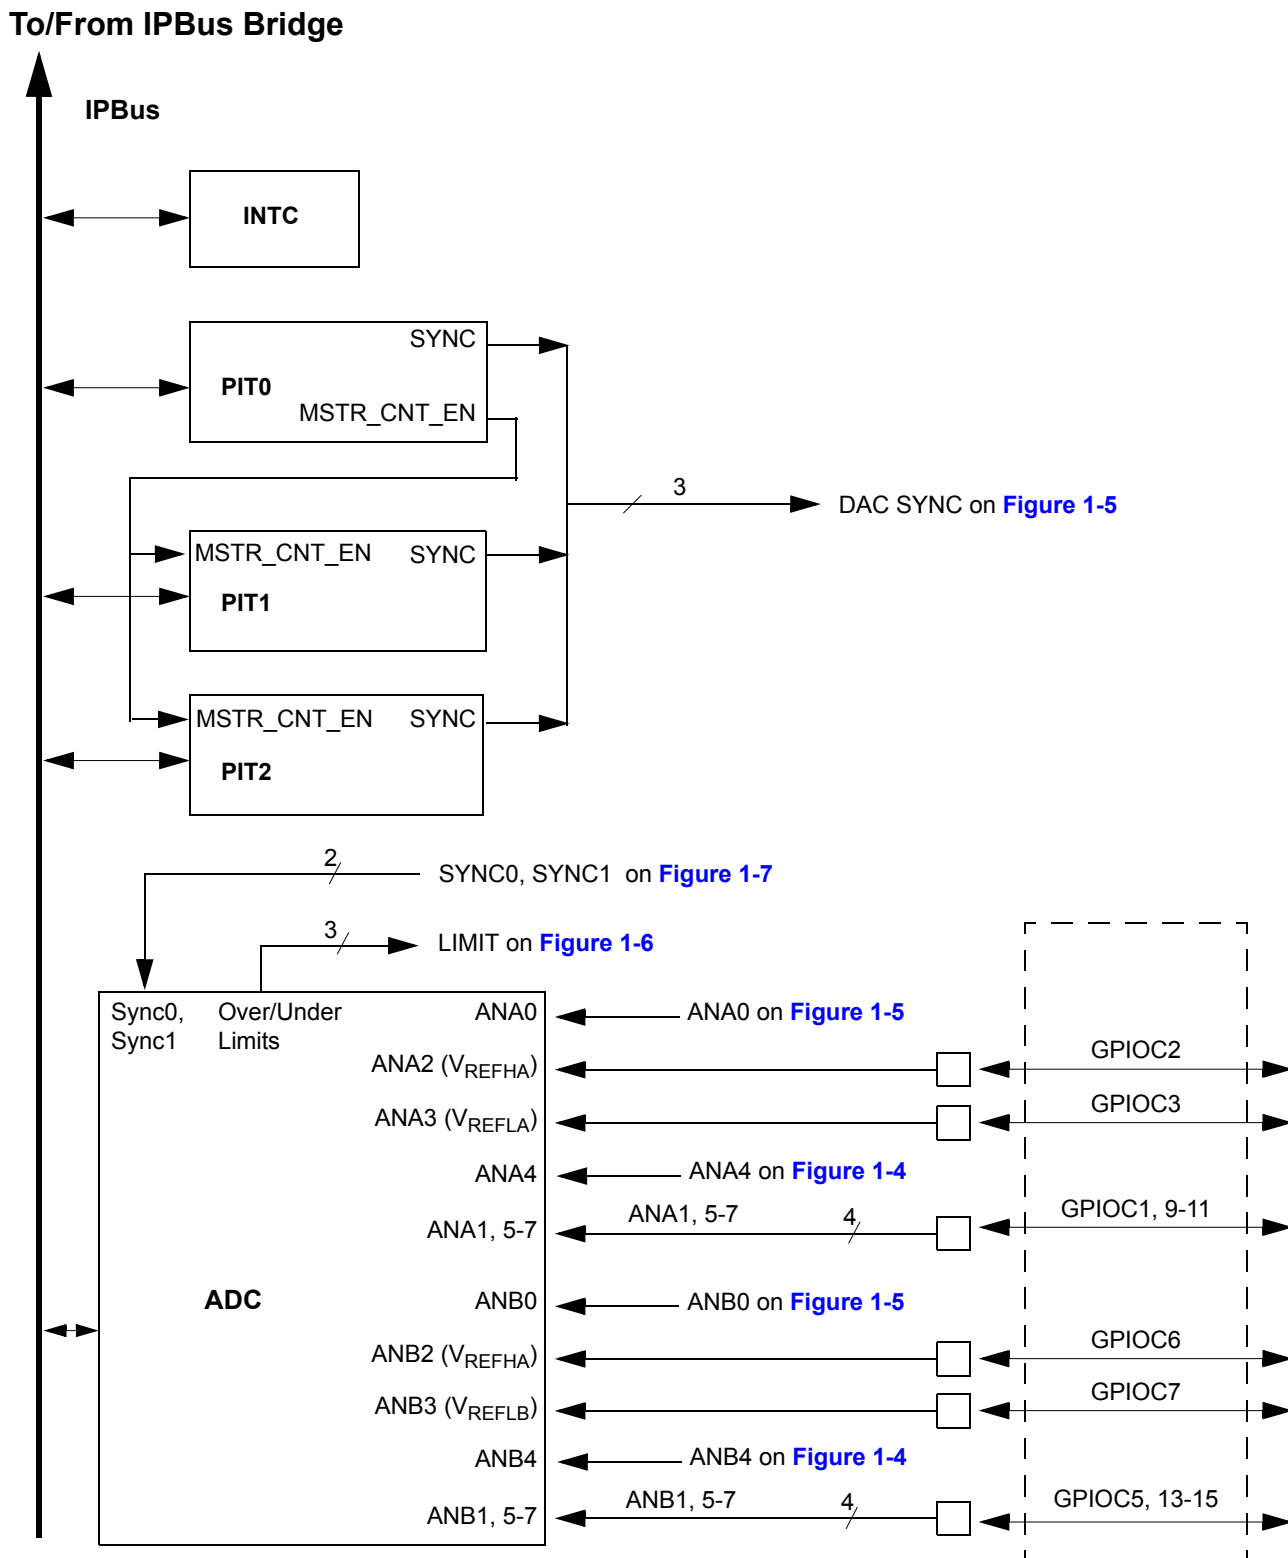 To/From IPBus Bridge
IPBus
INTC
SYNC
PIT0
MSTR_CNT_EN
3
DAC SYNC on Figure 1-5
MSTR_CNT_EN SYNC
PIT1
MSTR_CNT_EN SYNC
PIT2
2
SYNC0, SYNC1 on Figure 1-7
3
LIMIT on Figure 1-6
Sync0,
Sync1
Over/Under
Limits
ANA0
ANA0 on Figure 1-5
ANA2 (VREFHA)
GPIOC2
ANA3 (VREFLA)
GPIOC3
ANA4
ANA4 on Figure 1-4
ANA1, 5-7
ANA1, 5-7
4
GPIOC1, 9-11
ADC
ANB0
ANB0 on Figure 1-5
ANB2 (VREFHA)
GPIOC6
ANB3 (VREFLB)
GPIOC7
ANB4
ANB4 on Figure 1-4
ANB1, 5-7
ANB1, 5-7
4
GPIOC5, 13-15